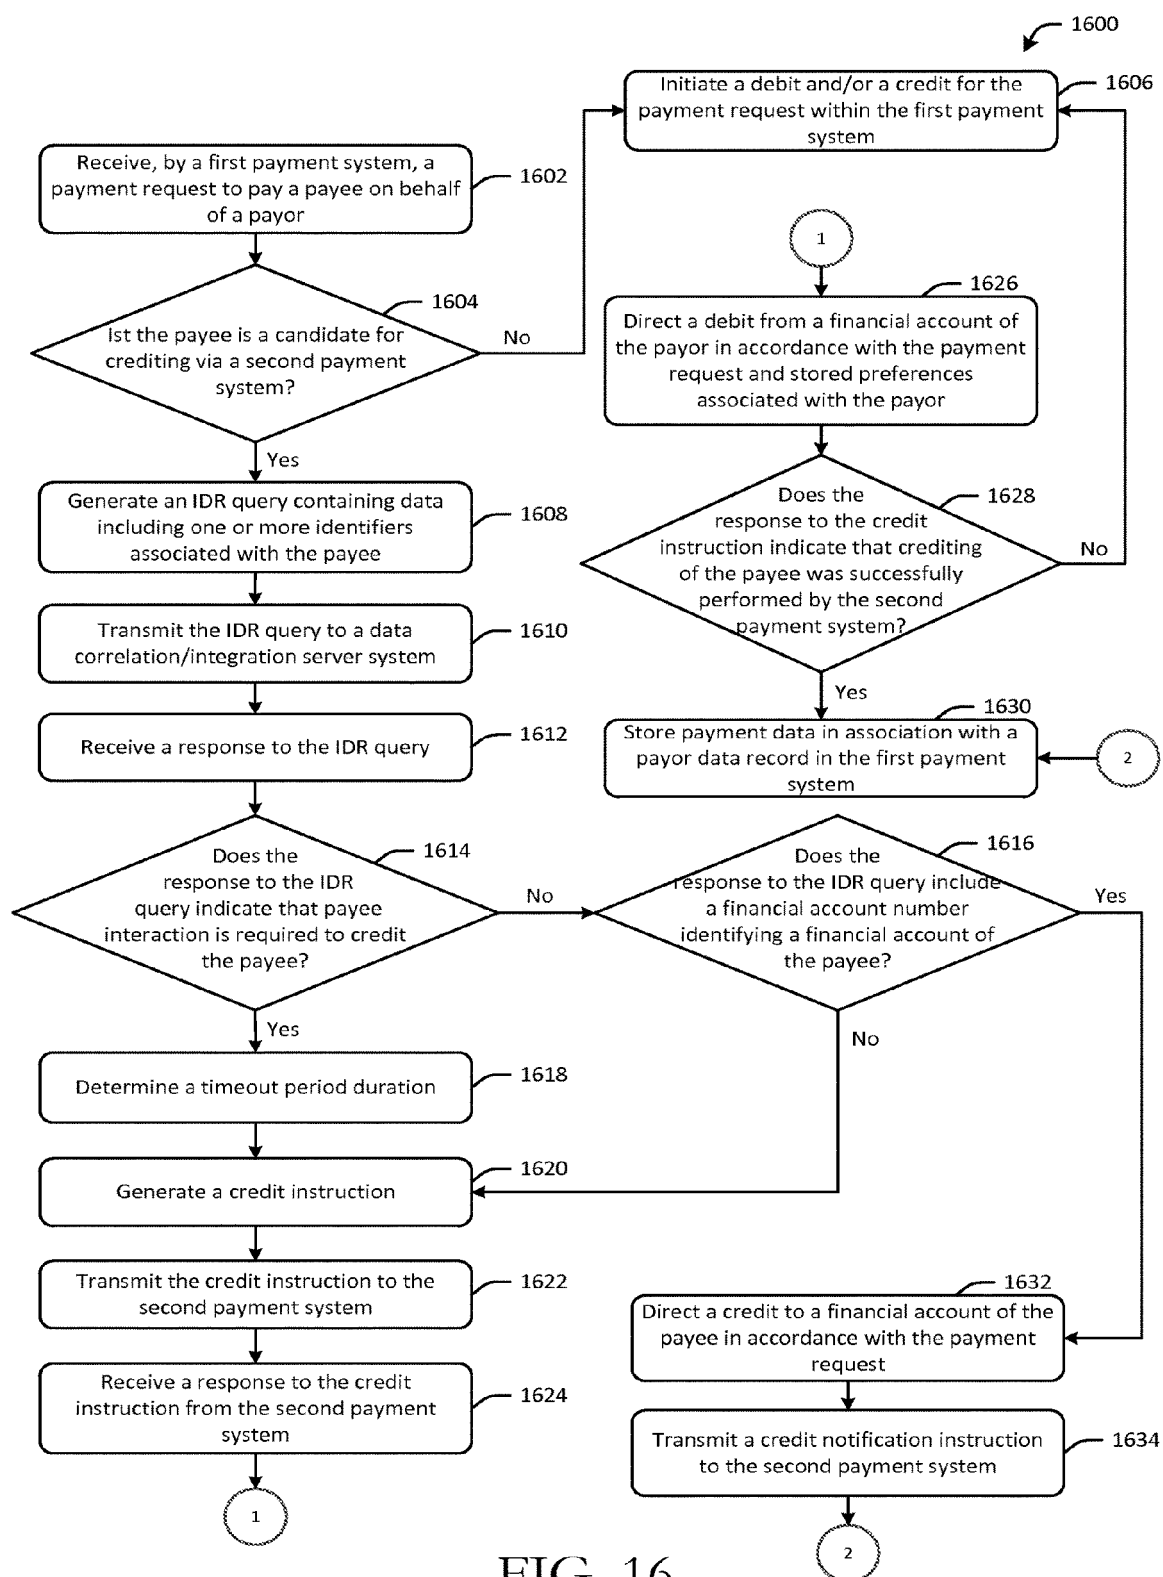 1600
Initiate a debit and/or a credit for the
payment request within the first payment
system
1606
Receive, by a first payment system, a
payment request to pay a payee on behalf
of a payor
1602
1604
Ist the payee is a candidate for
crediting via a second payment
system?
No
Yes
Generate an IDR query containing data
including one or more identifiers
associated with the payee
1608
Transmit the IDR query to a data
correlation/integration server system
1610
Receive a response to the IDR query
1612
1614
Does the
response to the IDR
query indicate that payee
interaction is required to credit
the payee?
No
Yes
Determine a timeout period duration
1618
Generate a credit instruction
1620
Transmit the credit instruction to the
second payment system
1622
Receive a response to the credit
instruction from the second payment
system
1624
1
1
1626
Direct a debit from a financial account of
the payor in accordance with the payment
request and stored preferences
associated with the payor
1628
Does the
response to the credit
instruction indicate that crediting
of the payee was successfully
performed by the second
payment system?
No
Yes
1630
Store payment data in association with a
payor data record in the first payment
system
2
1616
Does the
response to the IDR query include
a financial account number
identifying a financial account of
the payee?
Yes
No
1632
Direct a credit to a financial account of the
payee in accordance with the payment
request
Transmit a credit notification instruction
to the second payment system
1634
2
FIG. 16